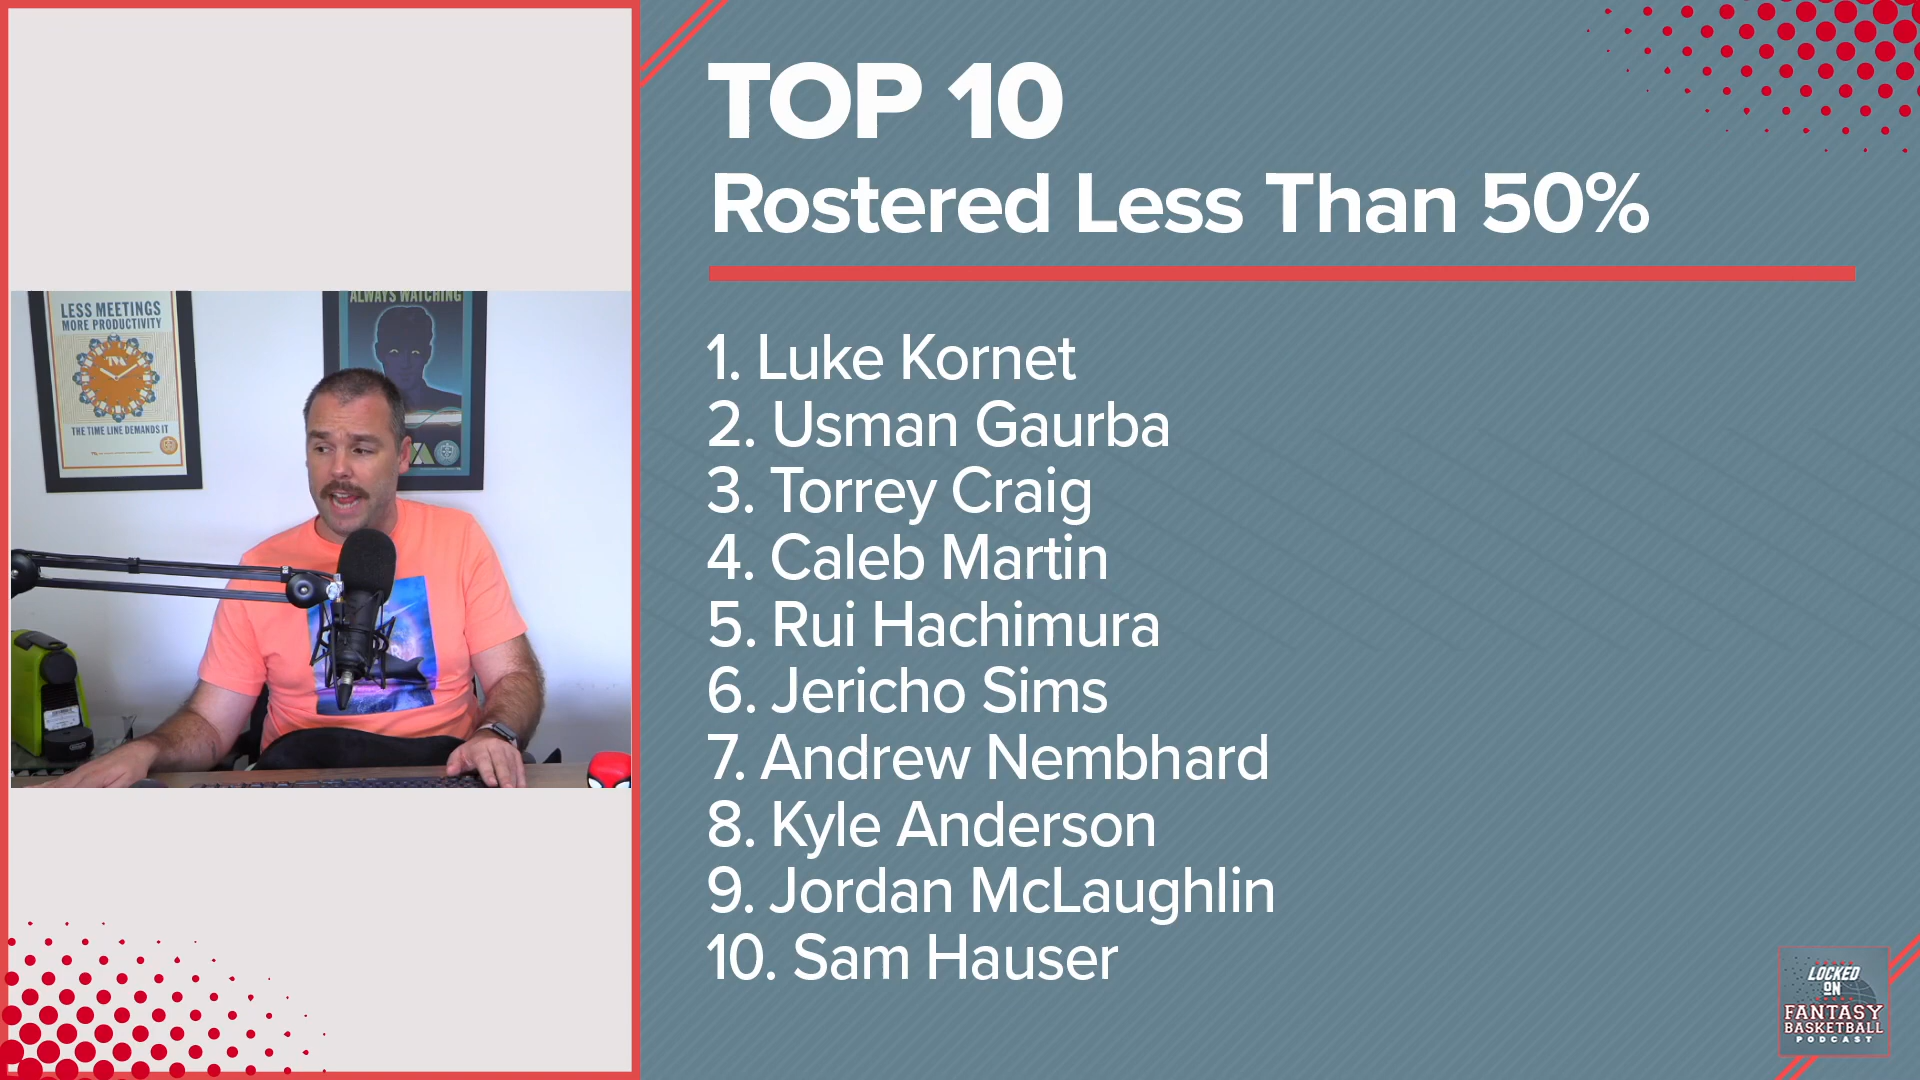 TOP 10
Rostered Less Than 50%
1. Luke Kornet
2. Usman Gaurba
3. Torrey Craig
4. Caleb Martin
5. Rui Hachimura
6. Jericho Sims
7. Andrew Nembhard
8. Kyle Anderson
9. Jordan McLaughlin
10. Sam Hauser
LESS MEETINGS
MORE PRODUCTIVITY
TVA
THE TIME LINE DEMANDS IT
ALWAYS WATCHING
LOCKED
ON
FANTASY
BASKETBALL
PODCAST